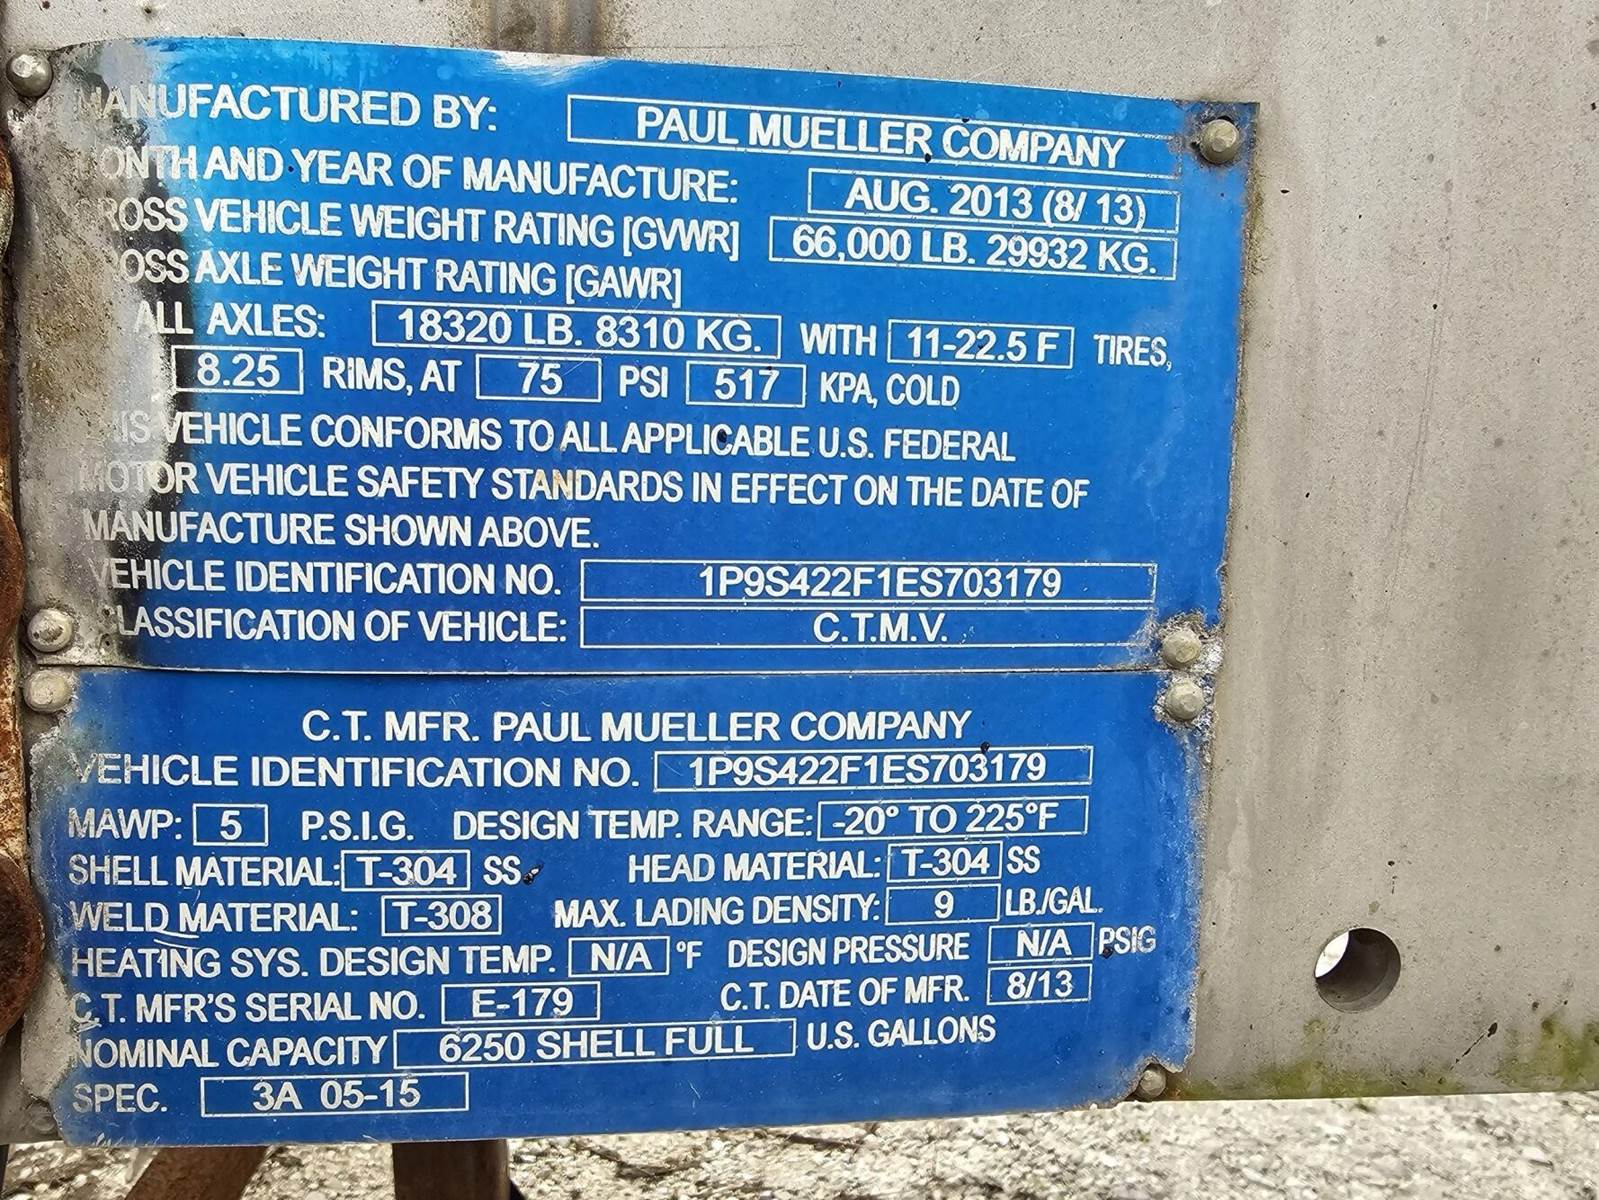 MANUFACTURED BY: PAUL MUELLER COMPANY
MONTH AND YEAR OF MANUFACTURE: AUG. 2013 (8/ 13)
GROSS VEHICLE WEIGHT RATING [GVWR] 66,000 LB. 29932 KG.
GROSS AXLE WEIGHT RATING [GAWR]
ALL AXLES: 18320 LB. 8310 KG. WITH 11-22.5 F TIRES,
8.25 RIMS, AT 75 PSI 517 KPA, COLD
THIS VEHICLE CONFORMS TO ALL APPLICABLE U.S. FEDERAL
MOTOR VEHICLE SAFETY STANDARDS IN EFFECT ON THE DATE OF
MANUFACTURE SHOWN ABOVE.
VEHICLE IDENTIFICATION NO. 1P9S422F1ES703179
CLASSIFICATION OF VEHICLE: C.T.M.V.
C.T. MFR. PAUL MUELLER COMPANY
VEHICLE IDENTIFICATION NO. 1P9S422F1ES703179
MAWP: 5 P.S.I.G. DESIGN TEMP. RANGE: -20° TO 225°F
SHELL MATERIAL: T-304 SS HEAD MATERIAL: T-304 SS
WELD MATERIAL: T-308 MAX. LADING DENSITY: 9 LB./GAL.
HEATING SYS. DESIGN TEMP. N/A °F DESIGN PRESSURE N/A PSIG
C.T. MFR'S SERIAL NO. E-179 C.T. DATE OF MFR. 8/13
NOMINAL CAPACITY 6250 SHELL FULL U.S. GALLONS
SPEC. 3A 05-15